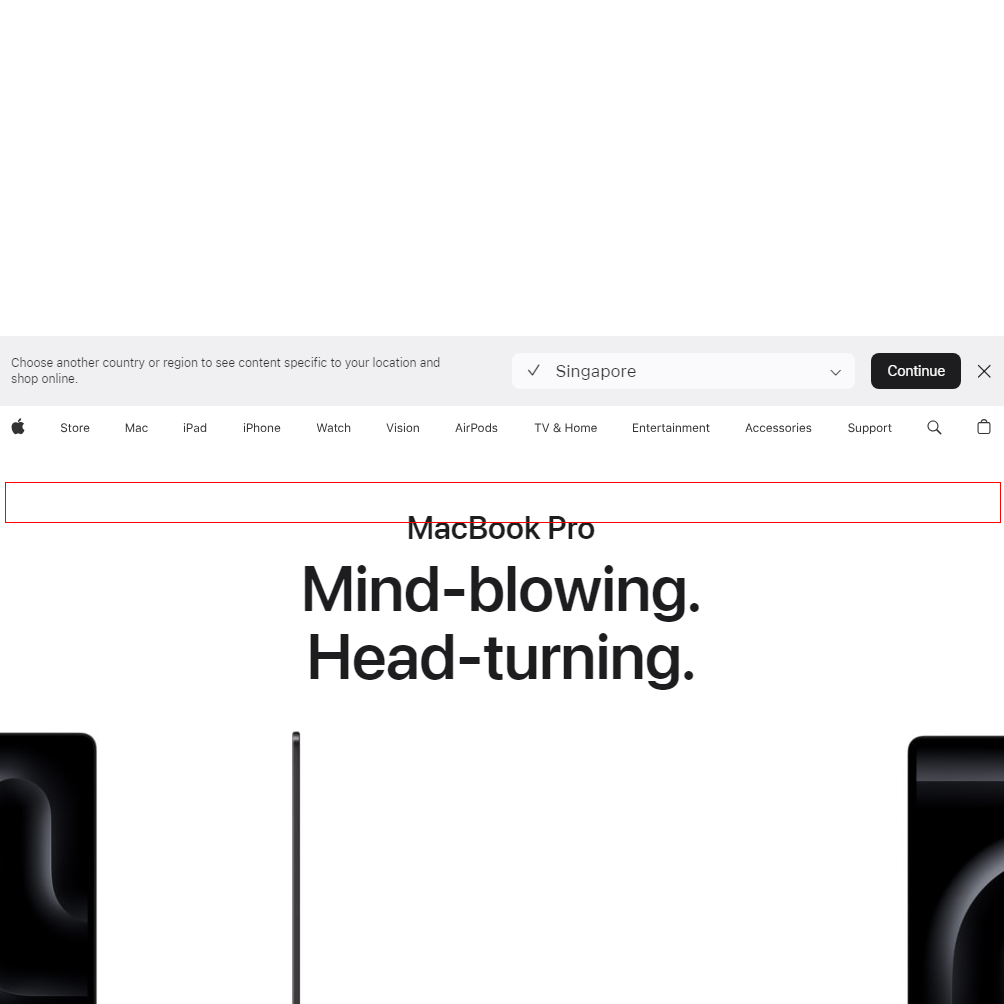 Choose another country or region to see content specific to your location and
shop online.
Singapore
Continue
Store Mac iPad iPhone Watch Vision AirPods TV & Home Entertainment Accessories Support
MacBook Pro
Mind-blowing.
Head-turning.